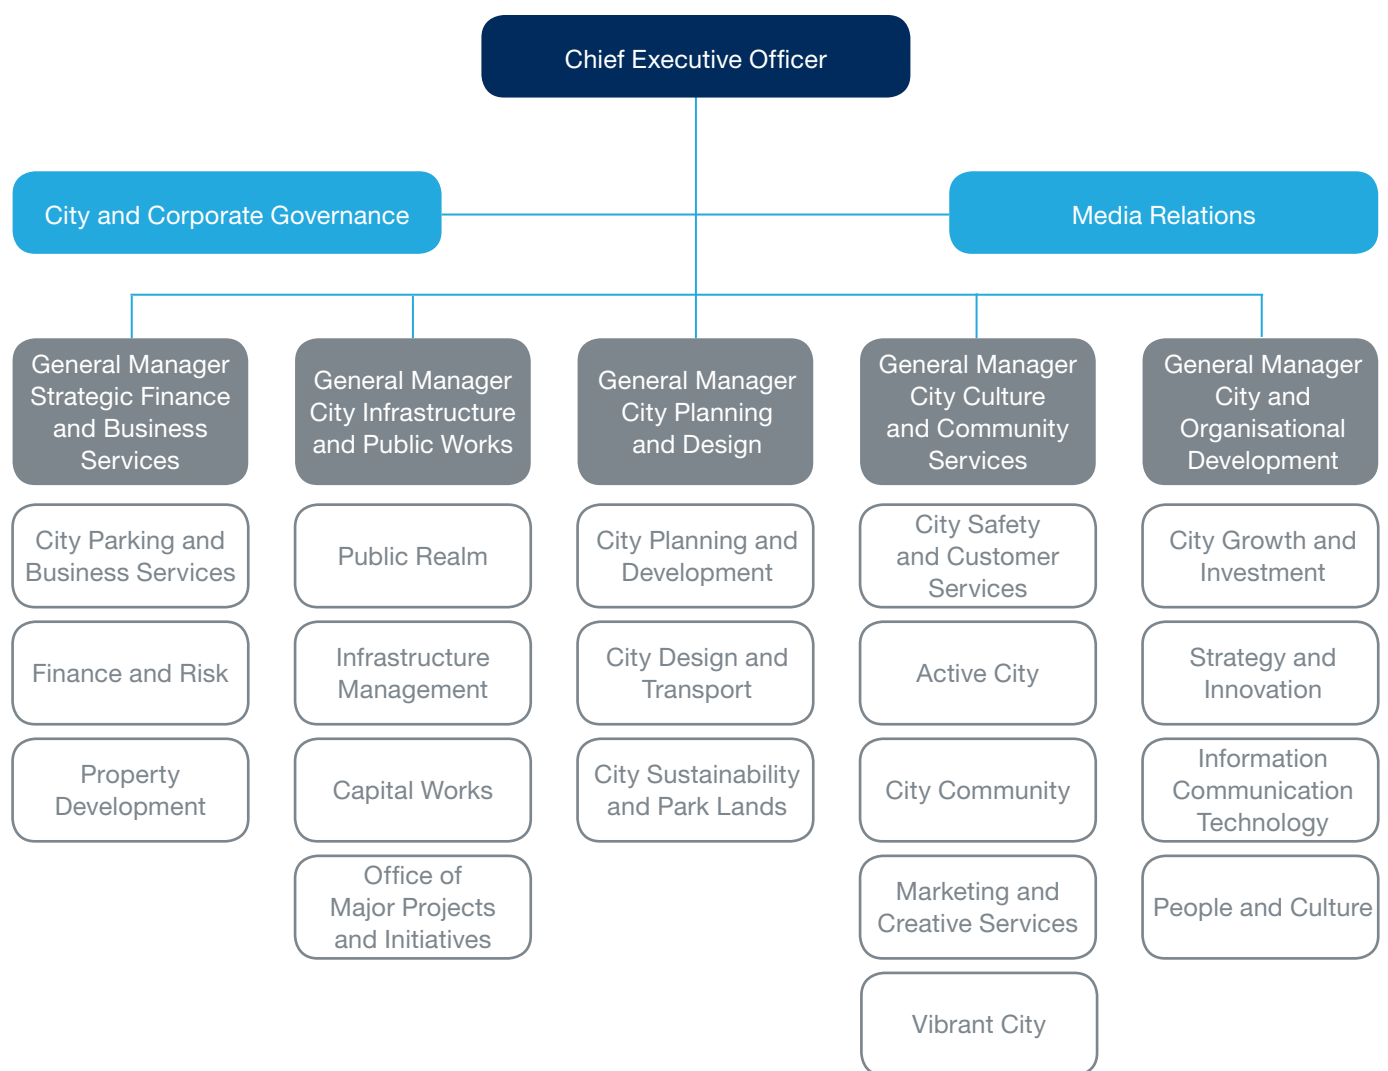 Chief Executive Officer
City and Corporate Governance
Media Relations
General Manager
Strategic Finance
and Business
Services
City Parking and
Business Services
Finance and Risk
Property
Development
General Manager
City Infrastructure
and Public Works
Public Realm
Infrastructure
Management
Capital Works
Office of
Major Projects
and Initiatives
General Manager
City Planning
and Design
City Planning and
Development
City Design and
Transport
City Sustainability
and Park Lands
General Manager
City Culture
and Community
Services
City Safety
and Customer
Services
Active City
City Community
Marketing and
Creative Services
Vibrant City
General Manager
City and
Organisational
Development
City Growth and
Investment
Strategy and
Innovation
Information
Communication
Technology
People and Culture